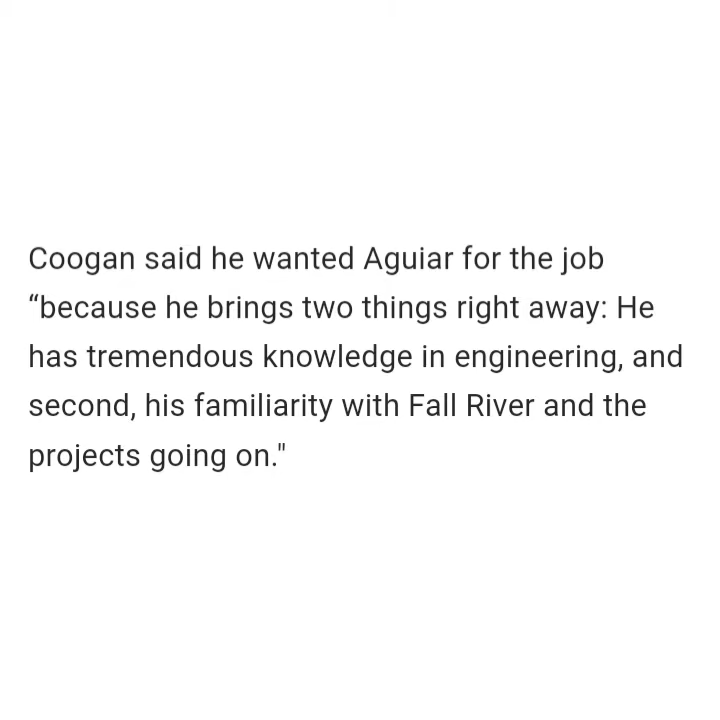 Coogan said he wanted Aguiar for the job
“because he brings two things right away: He
has tremendous knowledge in engineering, and
second, his familiarity with Fall River and the
projects going on."